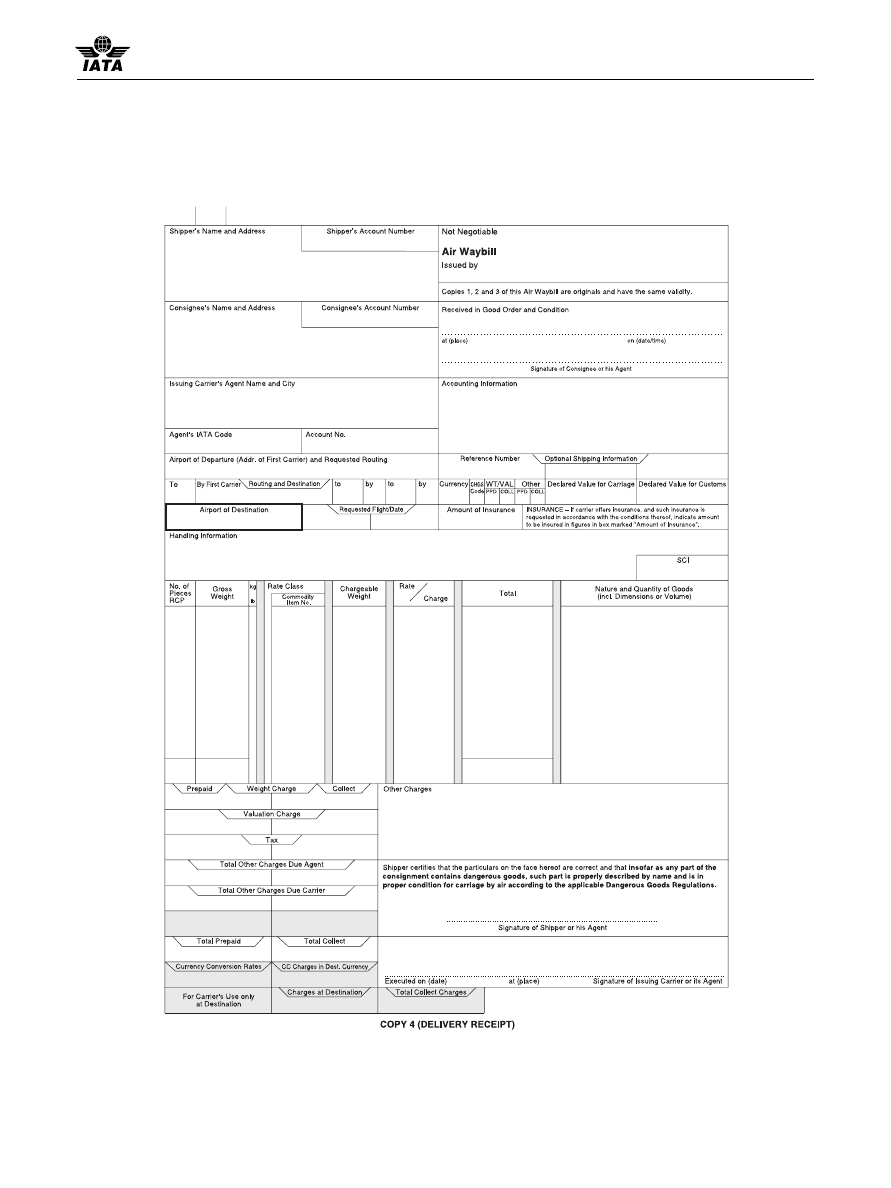 IATA
Shipper's Name and Address
Shipper's Account Number
Not Negotiable
Air Waybill
Issued by
Copies 1, 2 and 3 of this Air Waybill are originals and have the same validity.
Consignee's Name and Address
Consignee's Account Number
Received in Good Order and Condition
at (place)
on (date/time)
Signature of Consignee or his Agent
Issuing Carrier's Agent Name and City
Accounting Information
Agent's IATA Code
Account No.
Airport of Departure (Addr. of First Carrier) and Requested Routing
Reference Number
Optional Shipping Information
To
By First Carrier
Routing and Destination
to
by
to
by
Currency
CHGS
Code
WT/VAL
PPD
COLL
Other
PPD
COLL
Declared Value for Carriage
Declared Value for Customs
Airport of Destination
Requested Flight/Date
Amount of Insurance
INSURANCE – If carrier offers insurance, and such insurance is
requested in accordance with the conditions thereof, indicate amount
to be insured in figures in box marked "Amount of Insurance".
Handling Information
SCI
No. of
Pieces
RCP
Gross
Weight
kg
lb
Rate Class
Commodity
Item No.
Chargeable
Weight
Rate
Charge
Total
Nature and Quantity of Goods
(incl. Dimensions or Volume)
Prepaid
Weight Charge
Collect
Other Charges
Valuation Charge
Tax
Total Other Charges Due Agent
Shipper certifies that the particulars on the face hereof are correct and that insofar as any part of the
consignment contains dangerous goods, such part is properly described by name and is in
proper condition for carriage by air according to the applicable Dangerous Goods Regulations.
Total Other Charges Due Carrier
Signature of Shipper or his Agent
Total Prepaid
Total Collect
Currency Conversion Rates
CC Charges in Dest. Currency
Executed on (date)
at (place)
Signature of Issuing Carrier or its Agent
For Carrier's Use only
at Destination
Charges at Destination
Total Collect Charges
COPY 4 (DELIVERY RECEIPT)